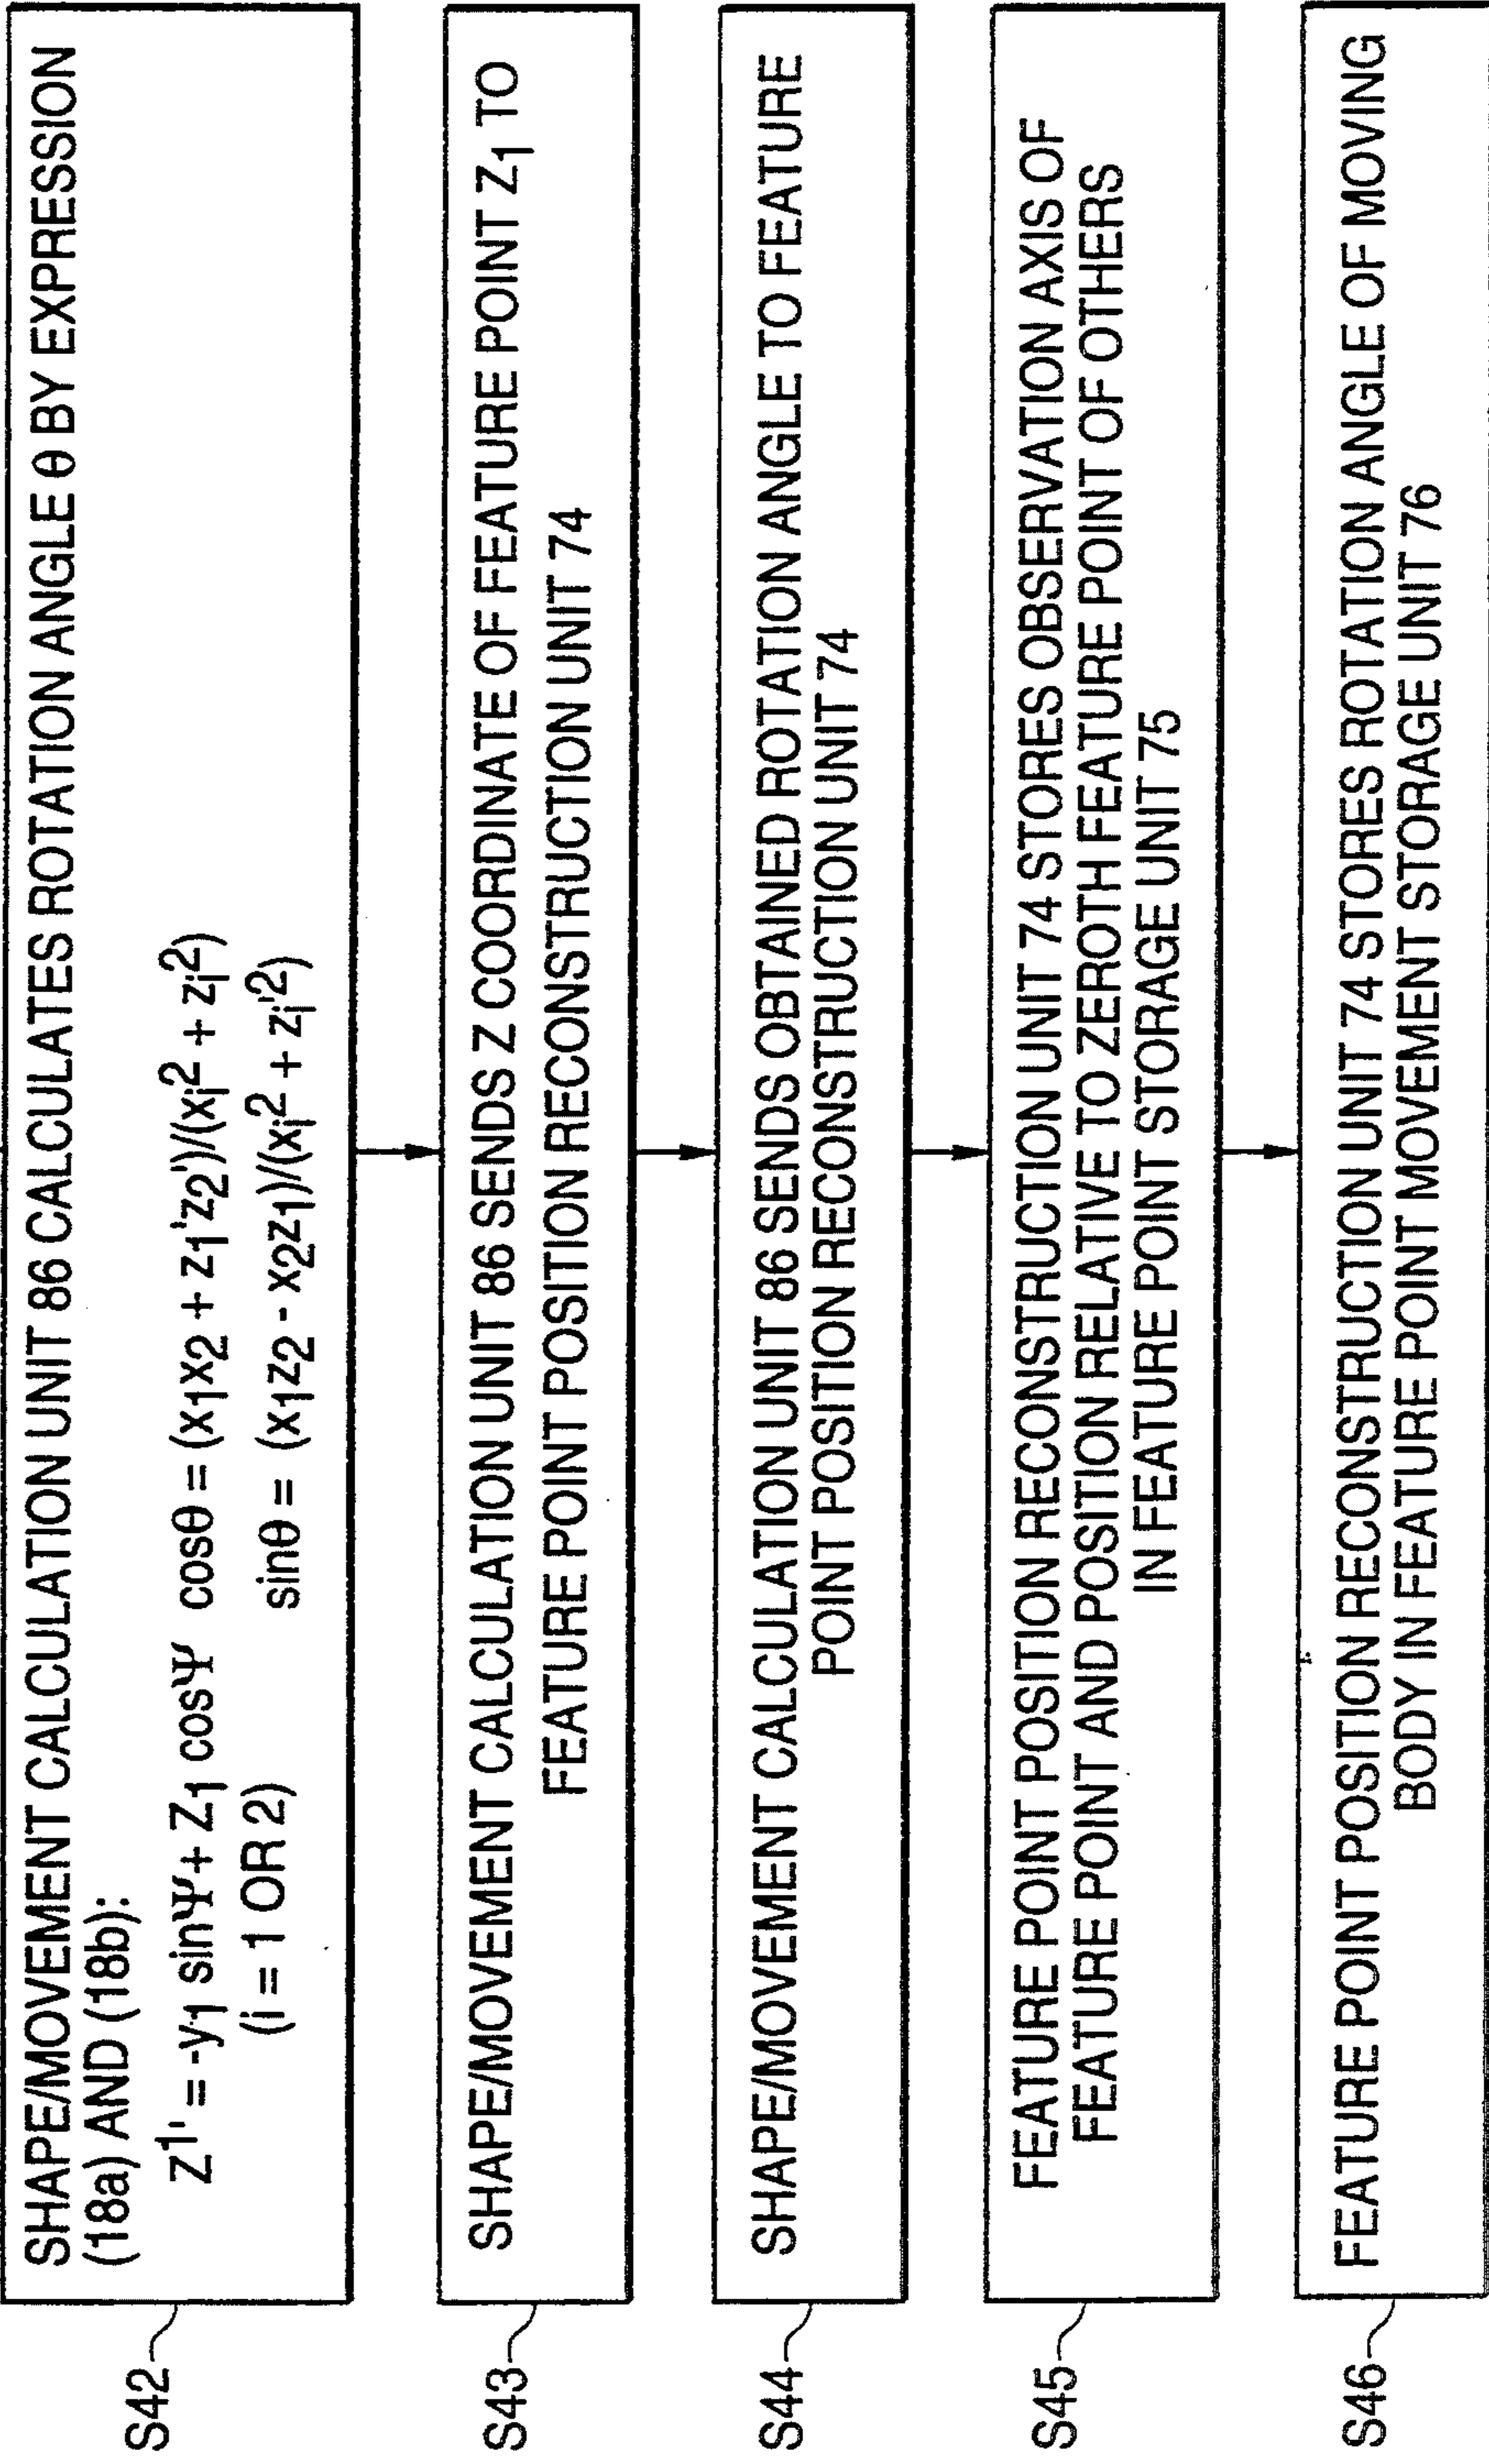 S42
SHAPE/MOVEMENT CALCULATION UNIT 86 CALCULATES ROTATION ANGLE θ BY EXPRESSION
(18a) AND (18b):
Z1' = -y₁ sinΨ + Z₁ cosΨ cosθ = (x₁x₂ + z₁'z₂')/(xᵢ² + zᵢ²)
(i = 1 OR 2) sinθ = (x₁z₂ - x₂z₁)/(xᵢ² + zᵢ'²)
S43
SHAPE/MOVEMENT CALCULATION UNIT 86 SENDS Z COORDINATE OF FEATURE POINT Z₁ TO
FEATURE POINT POSITION RECONSTRUCTION UNIT 74
S44
SHAPE/MOVEMENT CALCULATION UNIT 86 SENDS OBTAINED ROTATION ANGLE TO FEATURE
POINT POSITION RECONSTRUCTION UNIT 74
S45
FEATURE POINT POSITION RECONSTRUCTION UNIT 74 STORES OBSERVATION AXIS OF
FEATURE POINT AND POSITION RELATIVE TO ZEROTH FEATURE POINT OF OTHERS
IN FEATURE POINT STORAGE UNIT 75
S46
FEATURE POINT POSITION RECONSTRUCTION UNIT 74 STORES ROTATION ANGLE OF MOVING
BODY IN FEATURE POINT MOVEMENT STORAGE UNIT 76